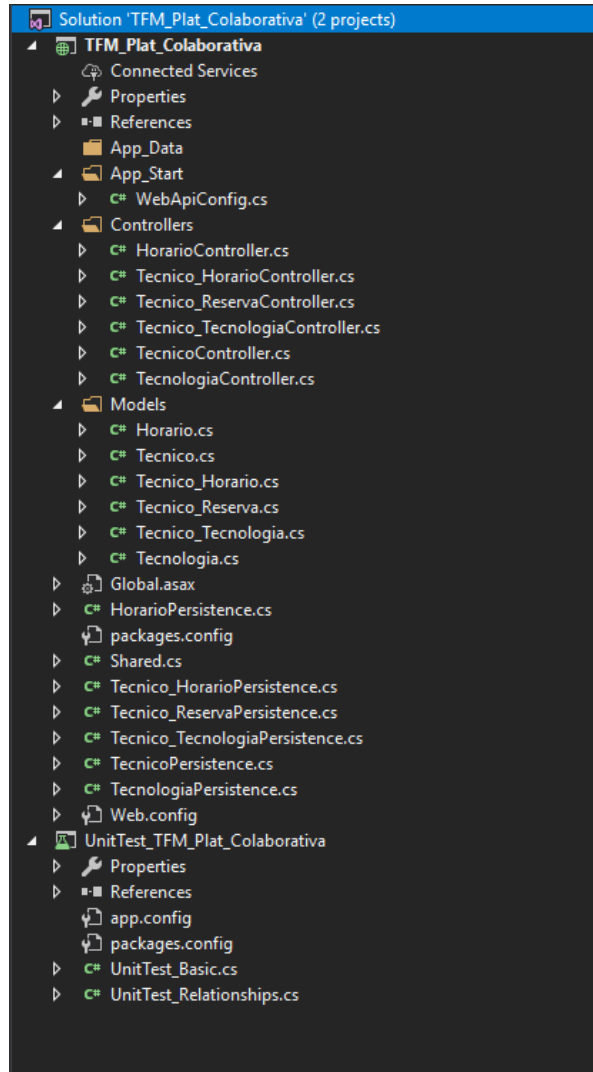 Solution 'TFM_Plat_Colaborativa' (2 projects)
TFM_Plat_Colaborativa
Connected Services
Properties
References
App_Data
App_Start
C# WebApiConfig.cs
Controllers
C# HorarioController.cs
C# Tecnico_HorarioController.cs
C# Tecnico_ReservaController.cs
C# Tecnico_TecnologiaController.cs
C# TecnicoController.cs
C# TecnologiaController.cs
Models
C# Horario.cs
C# Tecnico.cs
C# Tecnico_Horario.cs
C# Tecnico_Reserva.cs
C# Tecnico_Tecnologia.cs
C# Tecnologia.cs
Global.asax
C# HorarioPersistence.cs
packages.config
C# Shared.cs
C# Tecnico_HorarioPersistence.cs
C# Tecnico_ReservaPersistence.cs
C# Tecnico_TecnologiaPersistence.cs
C# TecnicoPersistence.cs
C# TecnologiaPersistence.cs
Web.config
UnitTest_TFM_Plat_Colaborativa
Properties
References
app.config
packages.config
C# UnitTest_Basic.cs
C# UnitTest_Relationships.cs